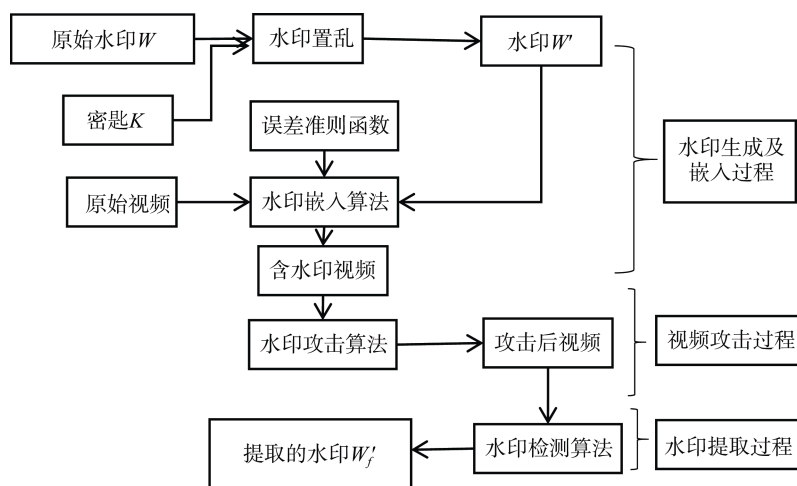 原始水印W
水印置乱
水印W'
密匙K
误差准则函数
水印生成及
嵌入过程
原始视频
水印嵌入算法
含水印视频
水印攻击算法
攻击后视频
视频攻击过程
提取的水印W'f
水印检测算法
水印提取过程